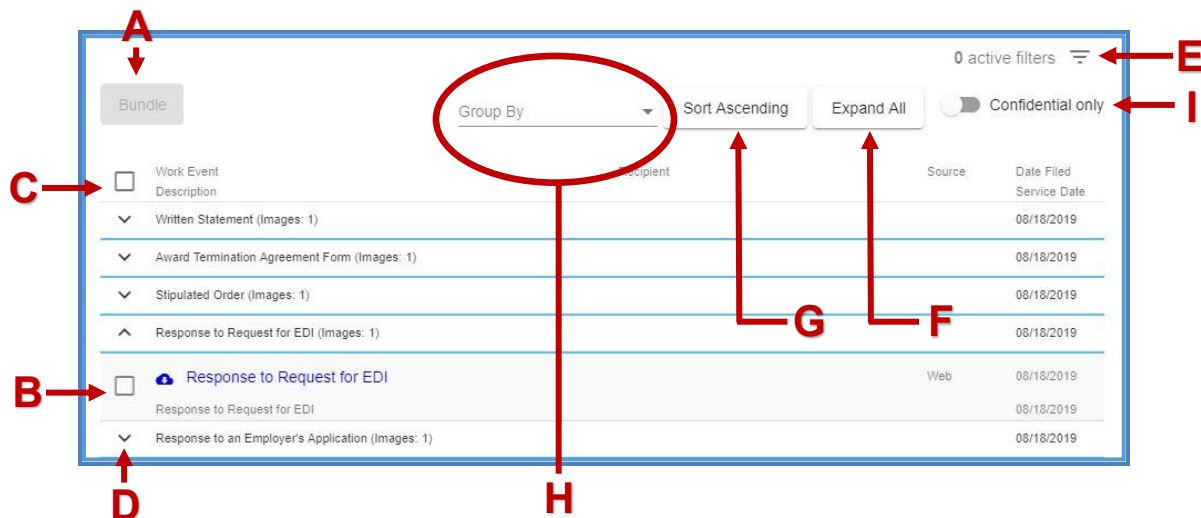 A
0 active filters
E
Bundle
Group By
Sort Ascending
Expand All
Confidential only
I
C
Work Event
Recipient
Source
Date Filed
Description
Service Date
Written Statement (Images: 1)
08/18/2019
Award Termination Agreement Form (Images: 1)
08/18/2019
Stipulated Order (Images: 1)
08/18/2019
G
F
Response to Request for EDI (Images: 1)
08/18/2019
B
Response to Request for EDI
Web
08/18/2019
Response to Request for EDI
08/18/2019
Response to an Employer's Application (Images: 1)
08/18/2019
D
H